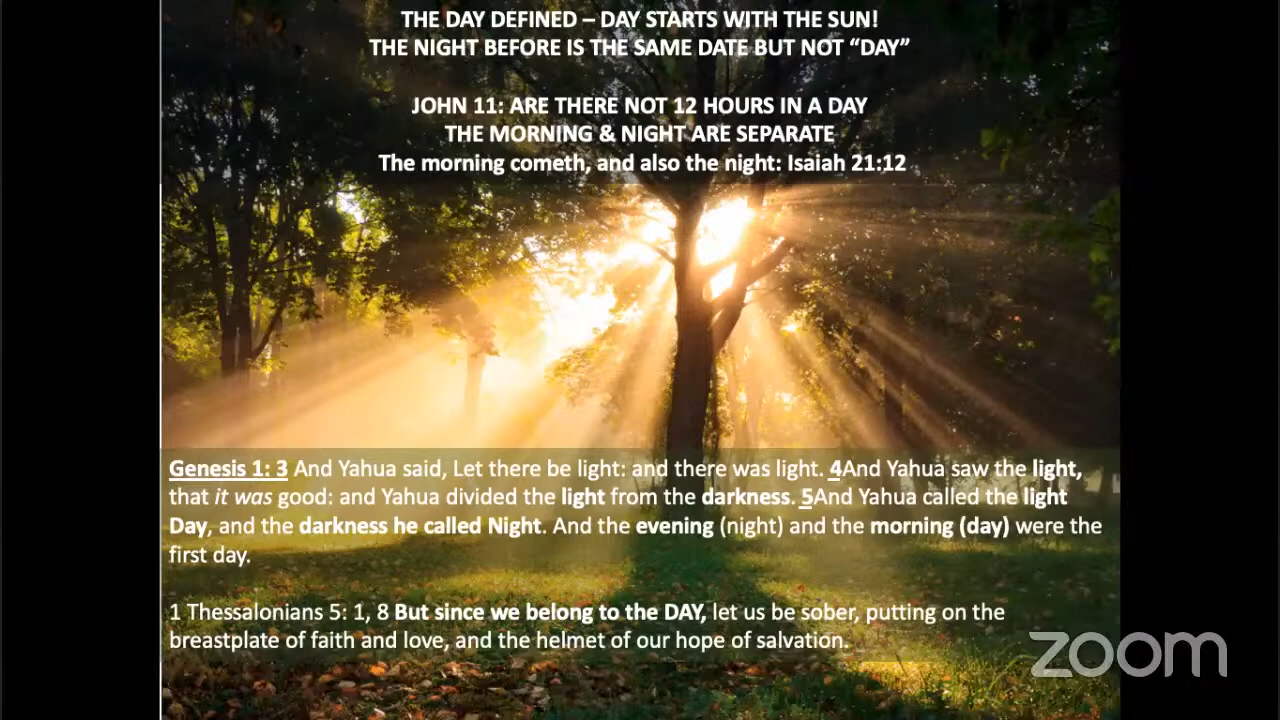 THE DAY DEFINED – DAY STARTS WITH THE SUN!
THE NIGHT BEFORE IS THE SAME DATE BUT NOT “DAY”
JOHN 11: ARE THERE NOT 12 HOURS IN A DAY
THE MORNING & NIGHT ARE SEPARATE
The morning cometh, and also the night: Isaiah 21:12
Genesis 1: 3 And Yahua said, Let there be light: and there was light. 4And Yahua saw the light,
that it was good: and Yahua divided the light from the darkness. 5And Yahua called the light
Day, and the darkness he called Night. And the evening (night) and the morning (day) were the
first day.
1 Thessalonians 5: 1, 8 But since we belong to the DAY, let us be sober, putting on the
breastplate of faith and love, and the helmet of our hope of salvation.
zoom